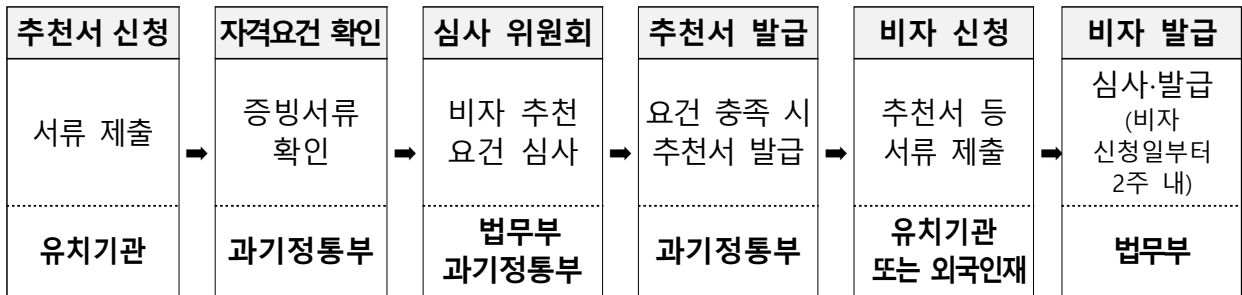 추천서 신청
서류 제출
유치기관
➡
자격요건 확인
증빙서류
확인
과기정통부
➡
심사 위원회
비자 추천
요건 심사
법무부
과기정통부
➡
추천서 발급
요건 충족 시
추천서 발급
과기정통부
➡
비자 신청
추천서 등
서류 제출
유치기관
또는 외국인재
➡
비자 발급
심사·발급
(비자
신청일부터
2주 내)
법무부